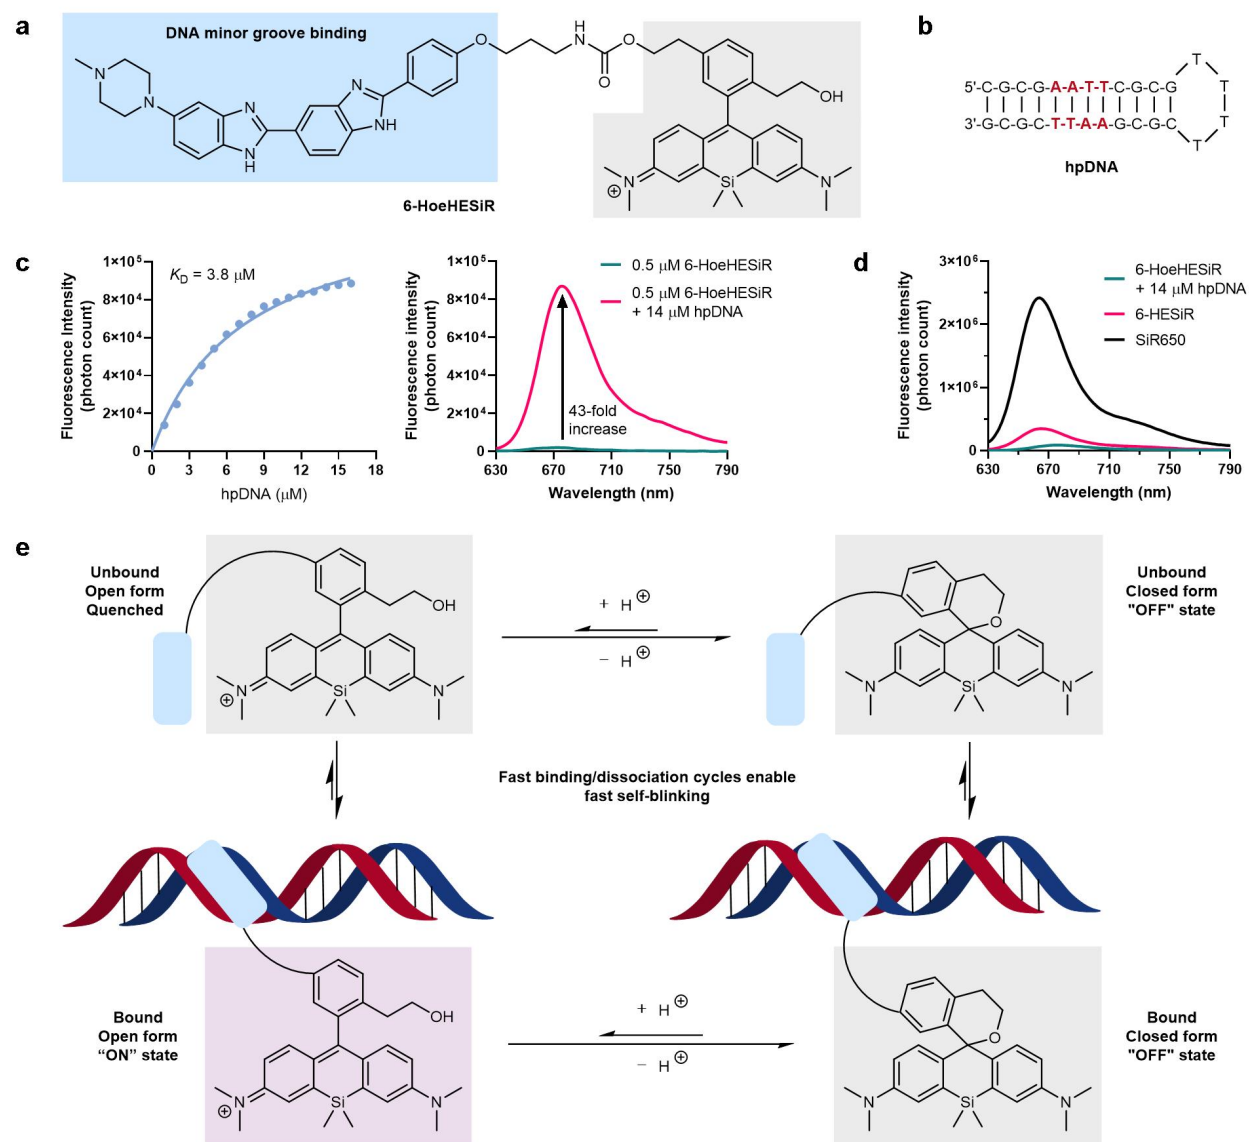 a
DNA minor groove binding
N
N
N
N
H
N
NH
O
H
N
O
O
OH
N
⊕
Si
N
6-HoeHESiR
b
5'-C-G-C-G-A-A-T-T-C-G-C-G
3'-G-C-G-C-T-T-A-A-G-C-G-C
T
T
T
T
hpDNA
c
Fluorescence Intensity
(photon count)
1×10⁵
8×10⁴
6×10⁴
4×10⁴
2×10⁴
0
KD = 3.8 μM
0 3 6 9 12 15 18
hpDNA (μM)
Fluorescence Intensity
(photon count)
1×10⁵
8×10⁴
6×10⁴
4×10⁴
2×10⁴
0
0.5 μM 6-HoeHESiR
0.5 μM 6-HoeHESiR
+ 14 μM hpDNA
43-fold
increase
630 670 711 750 790
Wavelength (nm)
d
Fluorescence intensity
(photon count)
3×10⁶
2×10⁶
1×10⁶
0
6-HoeHESiR
+ 14 μM hpDNA
6-HESiR
SiR650
630 670 710 750 790
Wavelength (nm)
e
Unbound
Open form
Quenched
OH
N
⊕
Si
N
+ H⊕
− H⊕
O
N
Si
N
Unbound
Closed form
"OFF" state
Fast binding/dissociation cycles enable
fast self-blinking
Bound
Open form
“ON” state
OH
N
⊕
Si
N
+ H⊕
− H⊕
O
N
Si
N
Bound
Closed form
"OFF" state